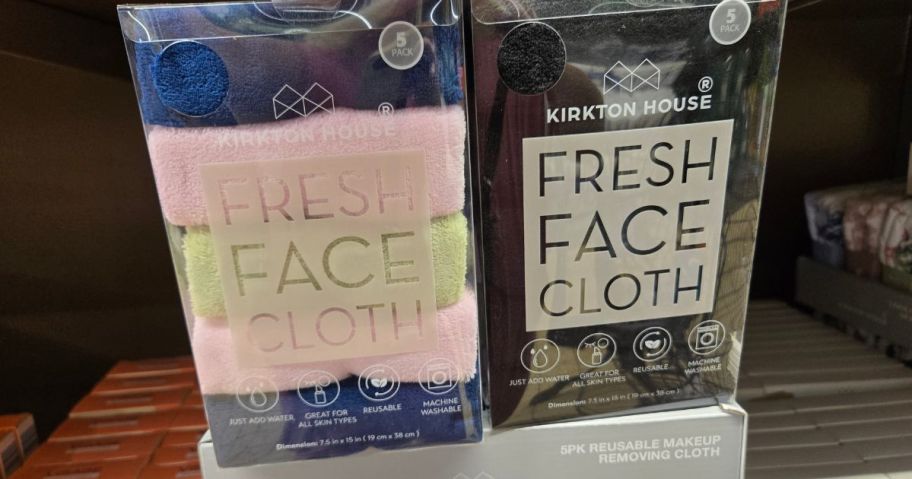 5
PACK
KIRKTON HOUSE®
FRESH
FACE
CLOTH
JUST ADD WATER
GREAT FOR
ALL SKIN TYPES
REUSABLE
MACHINE
WASHABLE
Dimension: 7.5 in x 15 in ( 19 cm x 38 cm )
5
PACK
KIRKTON HOUSE®
FRESH
FACE
CLOTH
JUST ADD WATER
GREAT FOR
ALL SKIN TYPES
REUSABLE
MACHINE
WASHABLE
Dimension: 7.5 in x 15 in ( 19 cm x 38 cm )
5PK REUSABLE MAKEUP
REMOVING CLOTH